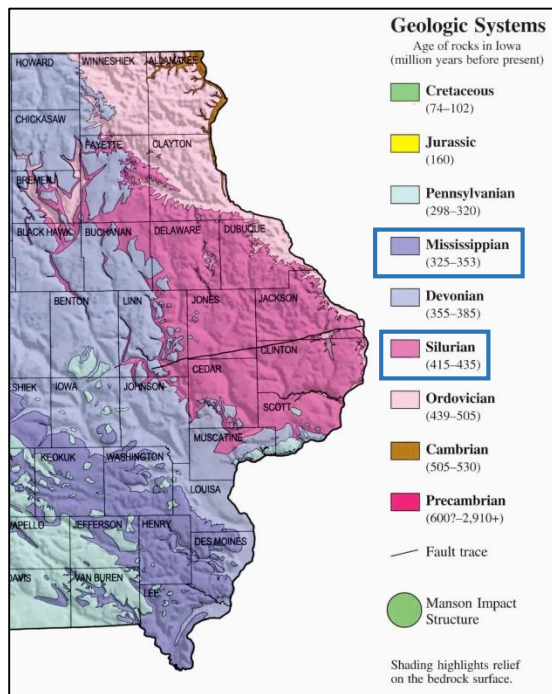 HOWARD
WINNESHIEK
ALLAMAKEE
CHICKASAW
FAYETTE
CLAYTON
BREMER
BLACK HAWK
BUCHANAN
DELAWARE
DUBUQUE
BENTON
LINN
JONES
JACKSON
IOWA
JOHNSON
CEDAR
CLINTON
SCOTT
ESHIEK
MUSCATINE
KEOKUK
WASHINGTON
LOUISA
APELLO
JEFFERSON
HENRY
DES MOINES
DAVIS
VAN BUREN
LEE
Geologic Systems
Age of rocks in Iowa
(million years before present)
Cretaceous
(74–102)
Jurassic
(160)
Pennsylvanian
(298–320)
Mississippian
(325–353)
Devonian
(355–385)
Silurian
(415–435)
Ordovician
(439–505)
Cambrian
(505–530)
Precambrian
(600?–2,910+)
Fault trace
Manson Impact
Structure
Shading highlights relief
on the bedrock surface.